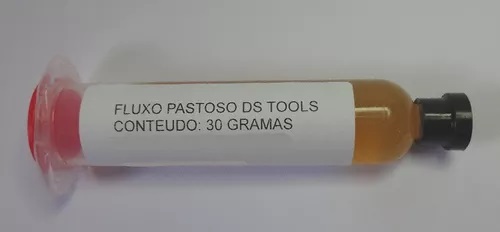 FLUXO PASTOSO DS TOOLS
CONTEUDO: 30 GRAMAS